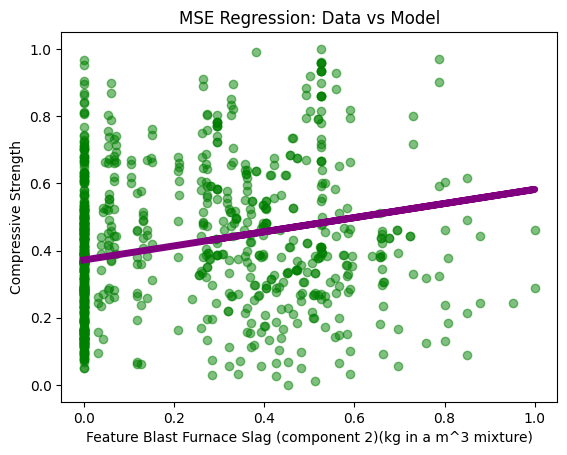 MSE Regression: Data vs Model
Compressive Strength
1.0
0.8
0.6
0.4
0.2
0.0
0.0 0.2 0.4 0.6 0.8 1.0
Feature Blast Furnace Slag (component 2)(kg in a m^3 mixture)